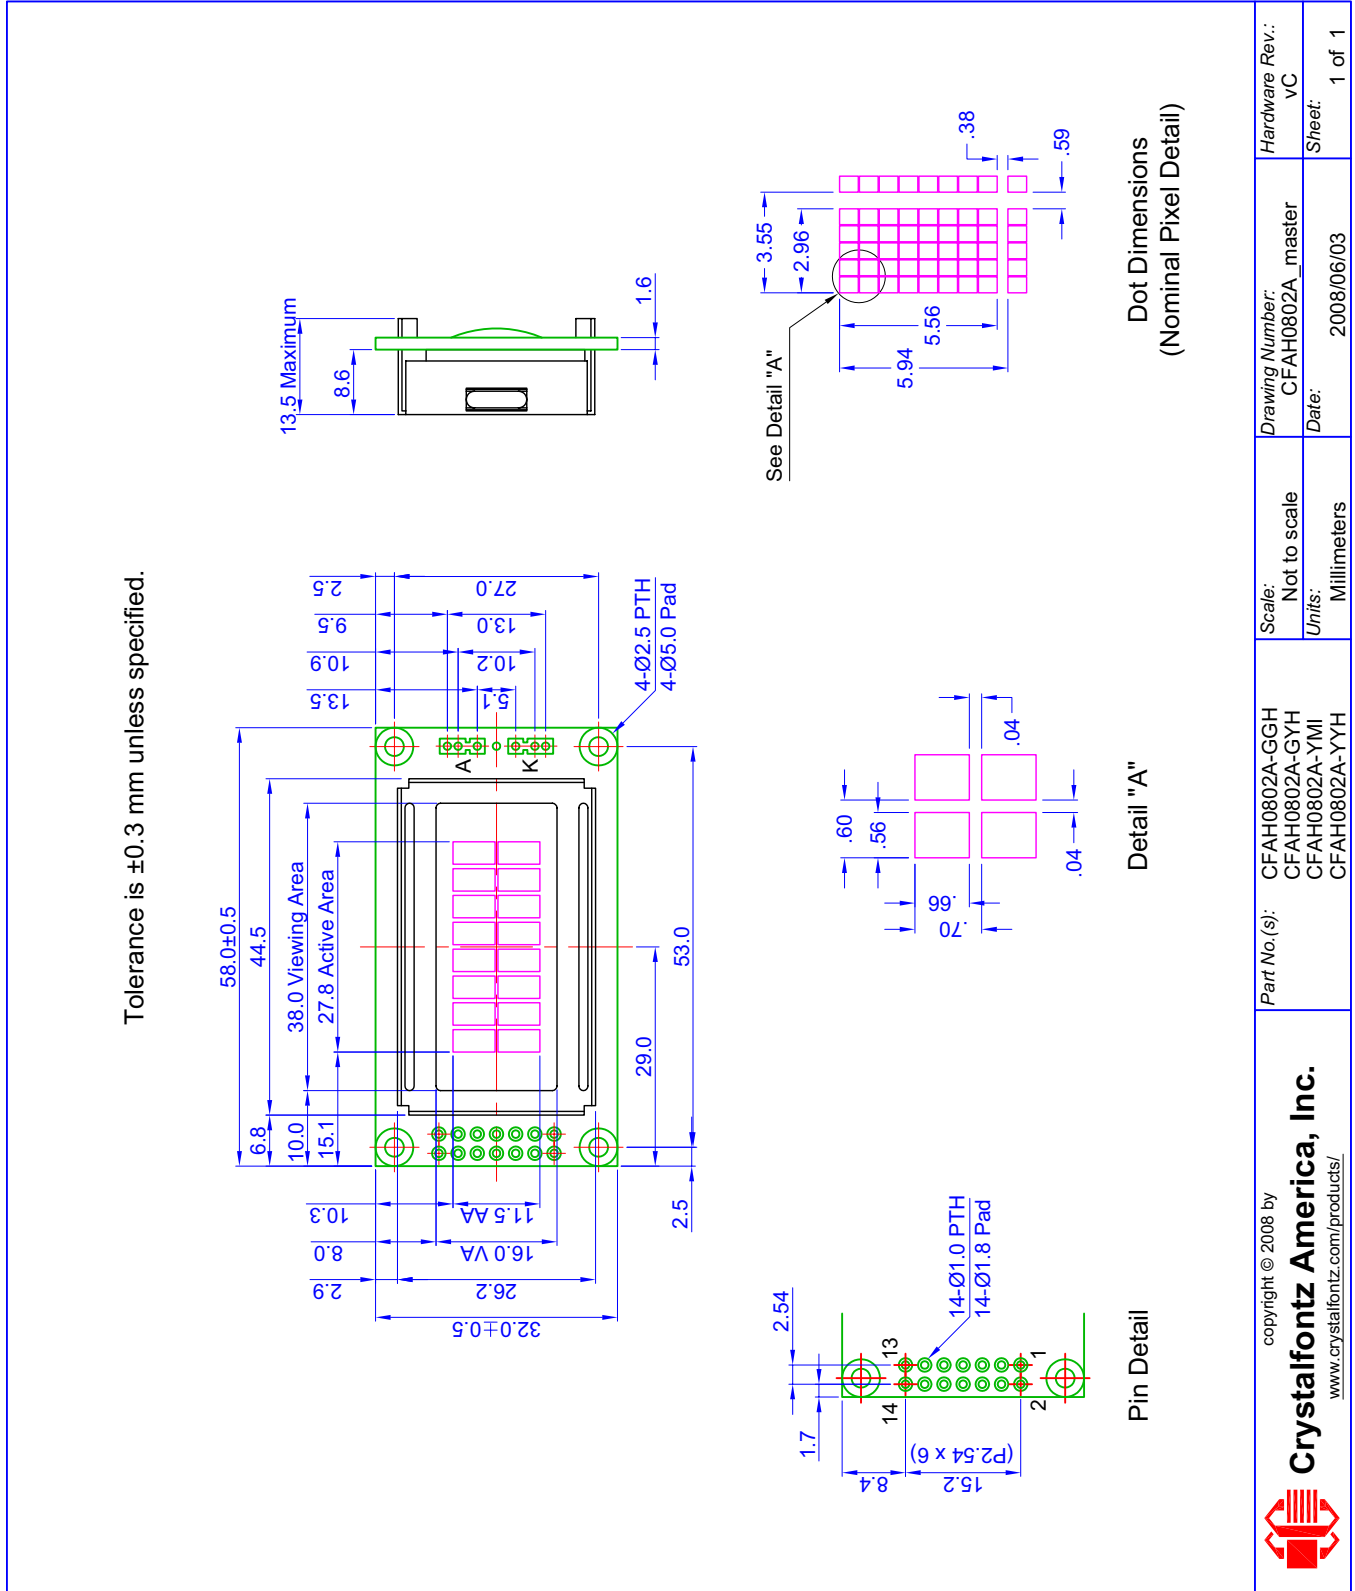 Tolerance is ±0.3 mm unless specified.
58.0±0.5
44.5
38.0 Viewing Area
27.8 Active Area
6.8
10.0
15.1
10.3
8.0
2.9
11.5 AA
16.0 VA
26.2
32.0±0.5
A
K
2.5
9.5
10.9
13.5
27.0
13.0
10.2
5.1
4-Ø2.5 PTH
4-Ø5.0 Pad
29.0
53.0
2.5
13.5 Maximum
8.6
1.6
2.54
1.7
14
13
2
1
14-Ø1.0 PTH
14-Ø1.8 Pad
8.4
15.2
(P2.54 x 6)
Pin Detail
.60
.56
.66
.70
.04
.04
Detail "A"
See Detail "A"
3.55
2.96
5.56
5.94
.38
.59
Dot Dimensions
(Nominal Pixel Detail)
copyright © 2008 by
Crystalfontz America, Inc.
www.crystalfontz.com/products/
Part No.(s):
CFAH0802A-GGH
CFAH0802A-GYH
CFAH0802A-YMI
CFAH0802A-YYH
Scale:
Not to scale
Units:
Millimeters
Drawing Number:
CFAH0802A_master
Date:
2008/06/03
Hardware Rev.:
vC
Sheet:
1 of 1